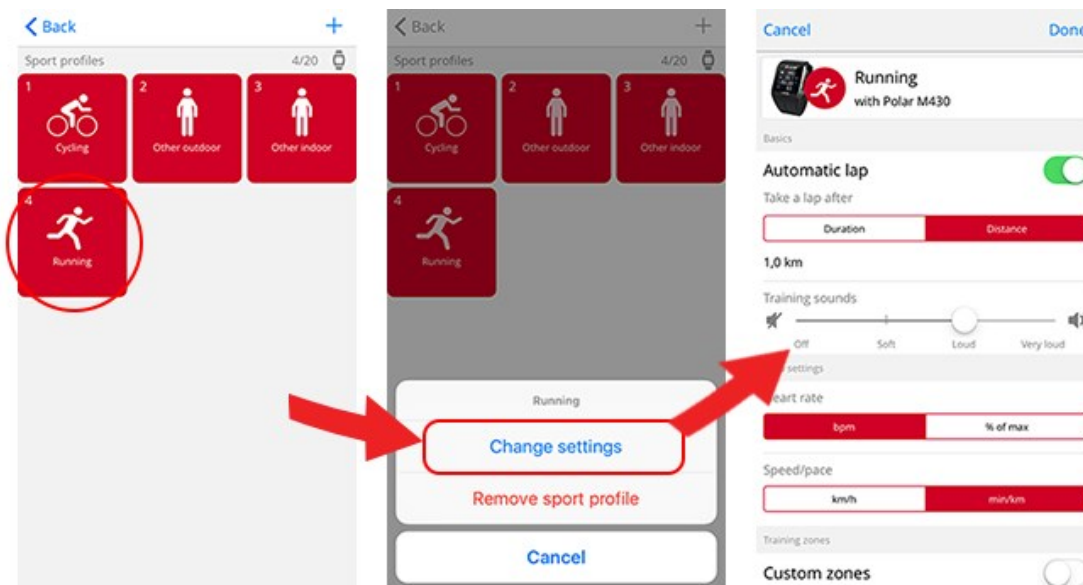 Back
+
Sport profiles 4/20
1
Cycling
2
Other outdoor
3
Other indoor
4
Running
Back
+
Sport profiles 4/20
1
Cycling
2
Other outdoor
3
Other indoor
4
Running
Running
Change settings
Remove sport profile
Cancel
Cancel Done
Running
with Polar M430
Basics
Automatic lap
Take a lap after
Duration Distance
1,0 km
Training sounds
Off Soft Loud Very loud
settings
eart rate
bpm % of max
Speed/pace
km/h min/km
Training zones
Custom zones